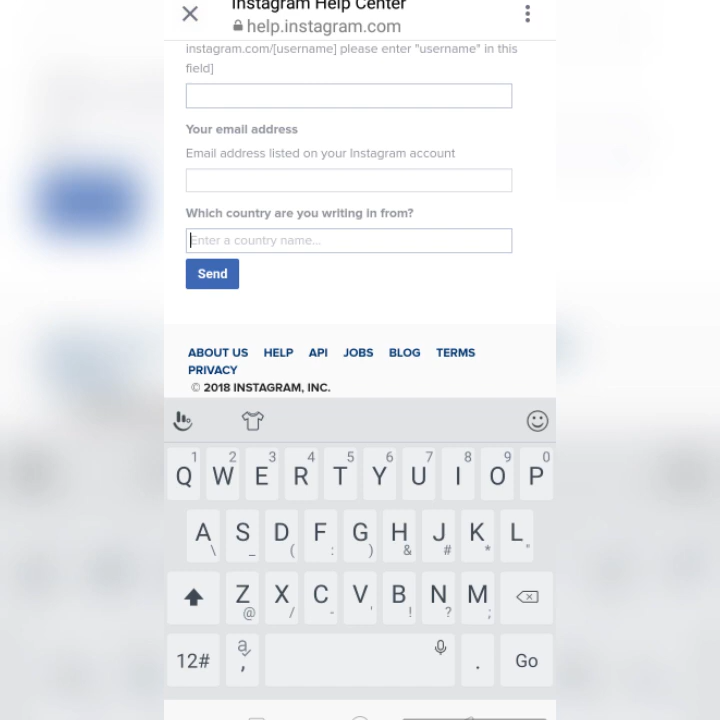 Instagram Help Center
help.instagram.com
instagram.com/[username] please enter "username" in this
field]
Your email address
Email address listed on your Instagram account
Which country are you writing in from?
Enter a country name...
Send
ABOUT US HELP API JOBS BLOG TERMS
PRIVACY
© 2018 INSTAGRAM, INC.
1 2 3 4 5 6 7 8 9 0
Q W E R T Y U I O P
A S D F G H J K L
\ _ ( : ) & # * "
Z X C V B N M
@ / - ' ! ? ;
12# a , . Go